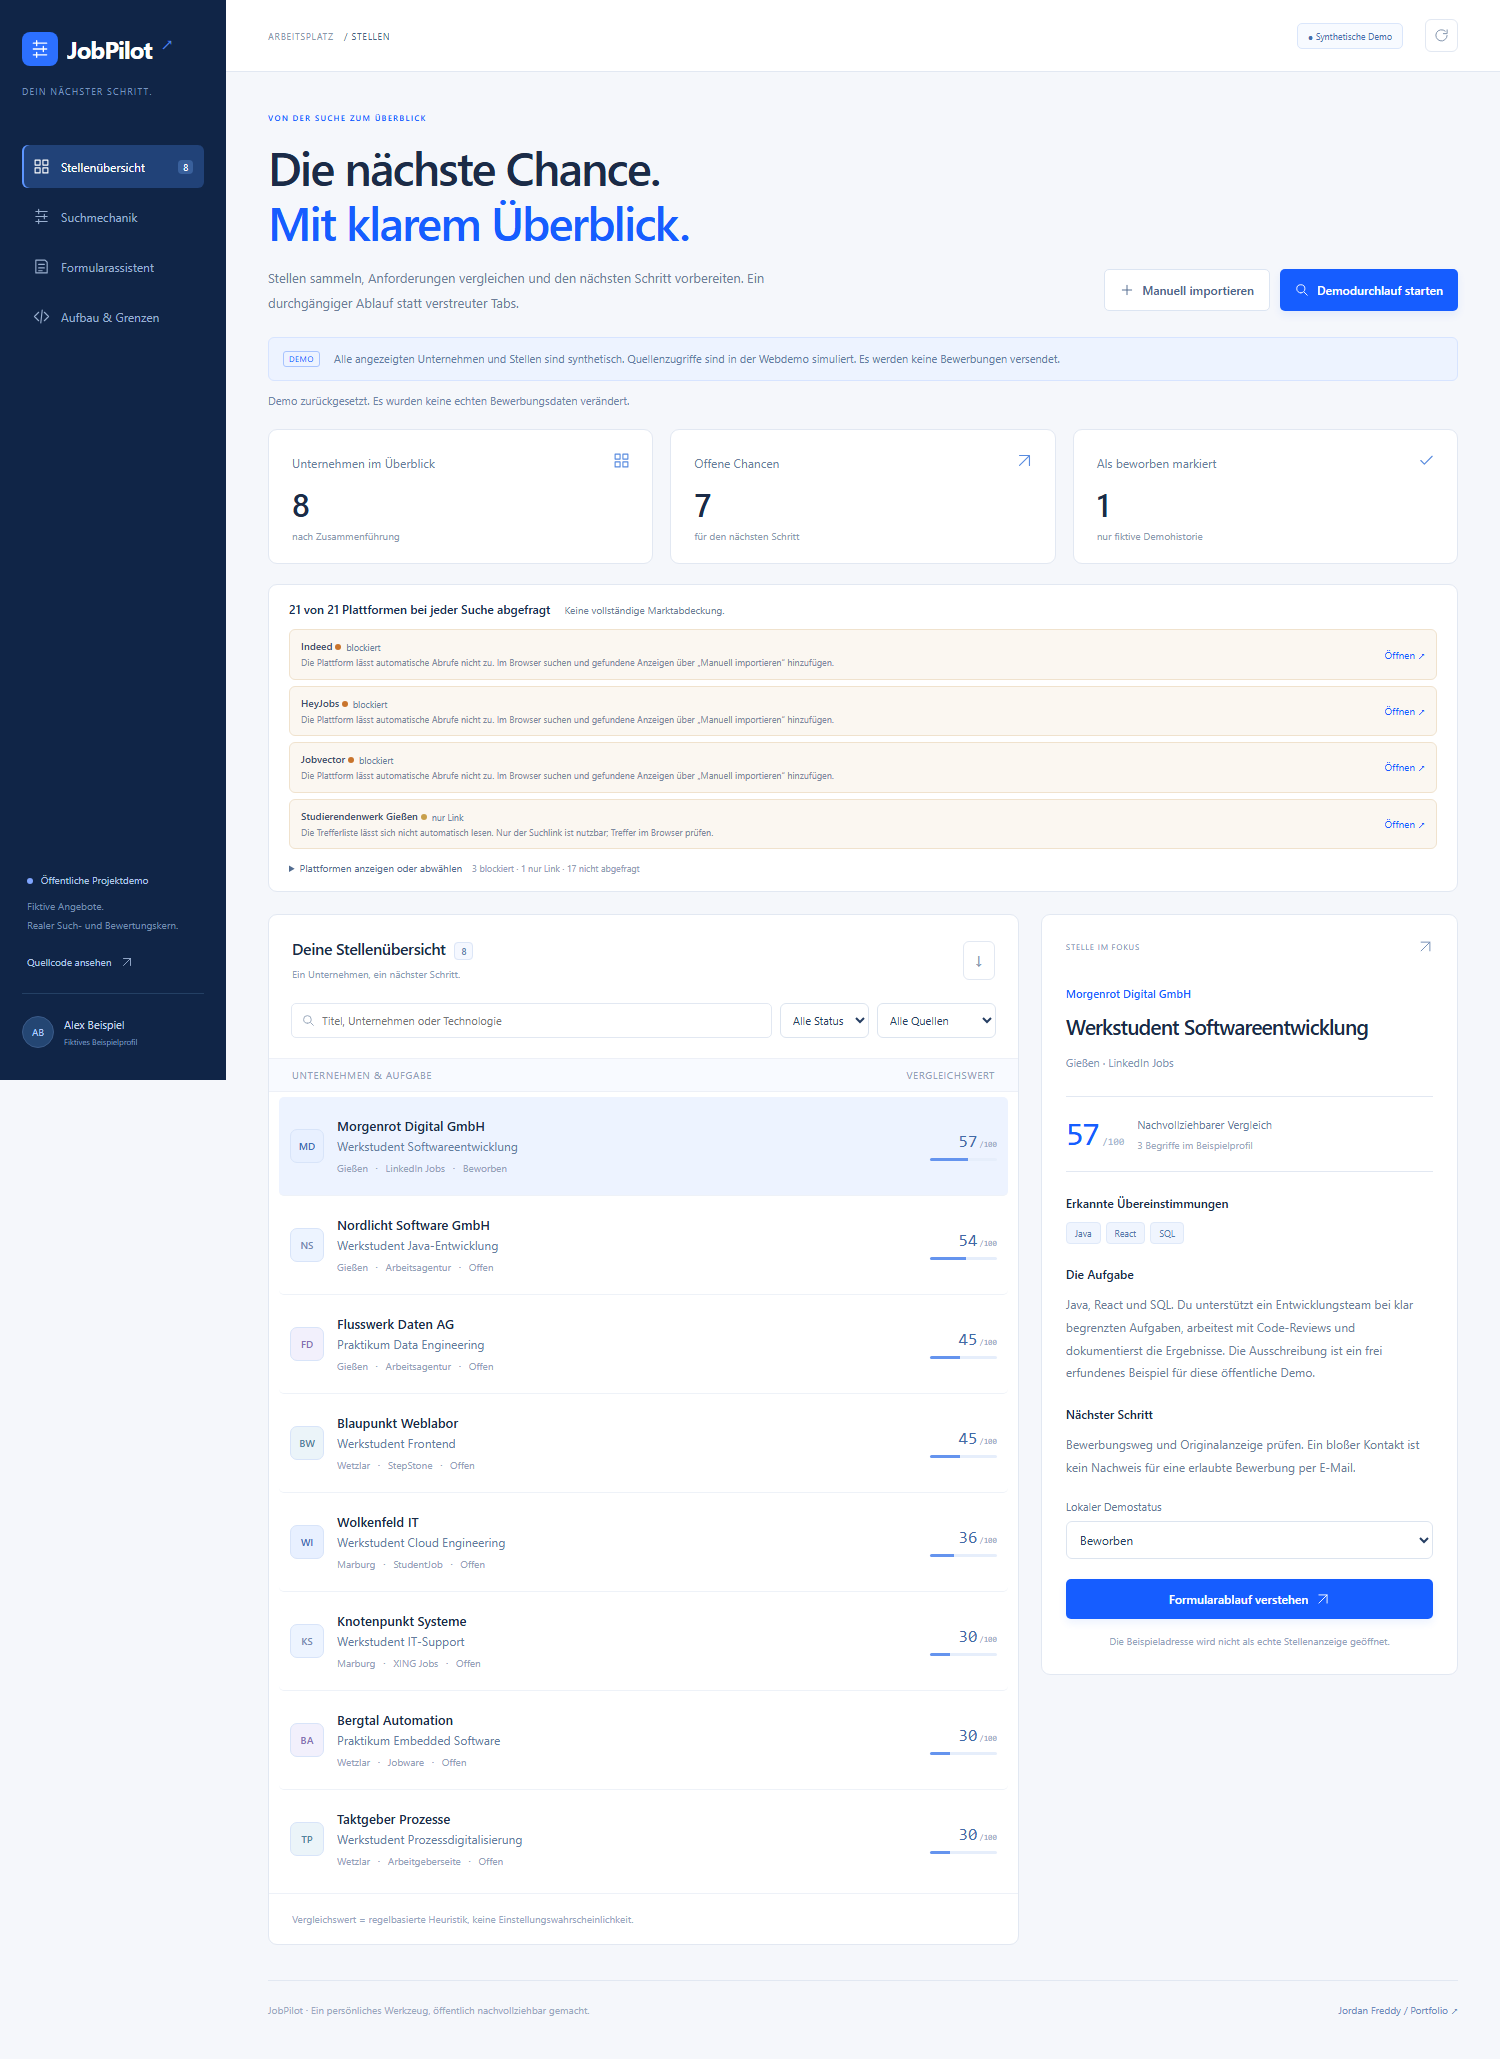 JobPilot ↗
DEIN NÄCHSTER SCHRITT.
Stellenübersicht 8
Suchmechanik
Formularassistent
Aufbau & Grenzen
Öffentliche Projektdemo
Fiktive Angebote.
Realer Such- und Bewertungskern.
Quellcode ansehen
AB
Alex Beispiel
Fiktives Beispielprofil
ARBEITSPLATZ / STELLEN
● Synthetische Demo
VON DER SUCHE ZUM ÜBERBLICK
Die nächste Chance.
Mit klarem Überblick.
Stellen sammeln, Anforderungen vergleichen und den nächsten Schritt vorbereiten. Ein
durchgängiger Ablauf statt verstreuter Tabs.
Manuell importieren
Demodurchlauf starten
DEMO Alle angezeigten Unternehmen und Stellen sind synthetisch. Quellenzugriffe sind in der Webdemo simuliert. Es werden keine Bewerbungen versendet.
Demo zurückgesetzt. Es wurden keine echten Bewerbungsdaten verändert.
Unternehmen im Überblick
8
nach Zusammenführung
Offene Chancen
7
für den nächsten Schritt
Als beworben markiert
1
nur fiktive Demohistorie
21 von 21 Plattformen bei jeder Suche abgefragt Keine vollständige Marktabdeckung.
Indeed ● blockiert
Die Plattform lässt automatische Abrufe nicht zu. Im Browser suchen und gefundene Anzeigen über „Manuell importieren“ hinzufügen.
Öffnen ↗
HeyJobs ● blockiert
Die Plattform lässt automatische Abrufe nicht zu. Im Browser suchen und gefundene Anzeigen über „Manuell importieren“ hinzufügen.
Öffnen ↗
Jobvector ● blockiert
Die Plattform lässt automatische Abrufe nicht zu. Im Browser suchen und gefundene Anzeigen über „Manuell importieren“ hinzufügen.
Öffnen ↗
Studierendenwerk Gießen ● nur Link
Die Trefferliste lässt sich nicht automatisch lesen. Nur der Suchlink ist nutzbar; Treffer im Browser prüfen.
Öffnen ↗
▶ Plattformen anzeigen oder abwählen 3 blockiert · 1 nur Link · 17 nicht abgefragt
Deine Stellenübersicht 8
Ein Unternehmen, ein nächster Schritt.
↓
Titel, Unternehmen oder Technologie
Alle Status
Alle Quellen
UNTERNEHMEN & AUFGABE VERGLEICHSWERT
MD
Morgenrot Digital GmbH
Werkstudent Softwareentwicklung
Gießen · LinkedIn Jobs · Beworben
57 /100
NS
Nordlicht Software GmbH
Werkstudent Java-Entwicklung
Gießen · Arbeitsagentur · Offen
54 /100
FD
Flusswerk Daten AG
Praktikum Data Engineering
Gießen · Arbeitsagentur · Offen
45 /100
BW
Blaupunkt Weblabor
Werkstudent Frontend
Wetzlar · StepStone · Offen
45 /100
WI
Wolkenfeld IT
Werkstudent Cloud Engineering
Marburg · StudentJob · Offen
36 /100
KS
Knotenpunkt Systeme
Werkstudent IT-Support
Marburg · XING Jobs · Offen
30 /100
BA
Bergtal Automation
Praktikum Embedded Software
Wetzlar · Jobware · Offen
30 /100
TP
Taktgeber Prozesse
Werkstudent Prozessdigitalisierung
Wetzlar · Arbeitgeberseite · Offen
30 /100
Vergleichswert = regelbasierte Heuristik, keine Einstellungswahrscheinlichkeit.
STELLE IM FOKUS
Morgenrot Digital GmbH
Werkstudent Softwareentwicklung
Gießen · LinkedIn Jobs
57 /100
Nachvollziehbarer Vergleich
3 Begriffe im Beispielprofil
Erkannte Übereinstimmungen
Java React SQL
Die Aufgabe
Java, React und SQL. Du unterstützt ein Entwicklungsteam bei klar
begrenzten Aufgaben, arbeitest mit Code-Reviews und
dokumentierst die Ergebnisse. Die Ausschreibung ist ein frei
erfundenes Beispiel für diese öffentliche Demo.
Nächster Schritt
Bewerbungsweg und Originalanzeige prüfen. Ein bloßer Kontakt ist
kein Nachweis für eine erlaubte Bewerbung per E-Mail.
Lokaler Demostatus
Beworben
Formularablauf verstehen
Die Beispieladresse wird nicht als echte Stellenanzeige geöffnet.
JobPilot · Ein persönliches Werkzeug, öffentlich nachvollziehbar gemacht.
Jordan Freddy / Portfolio ↗